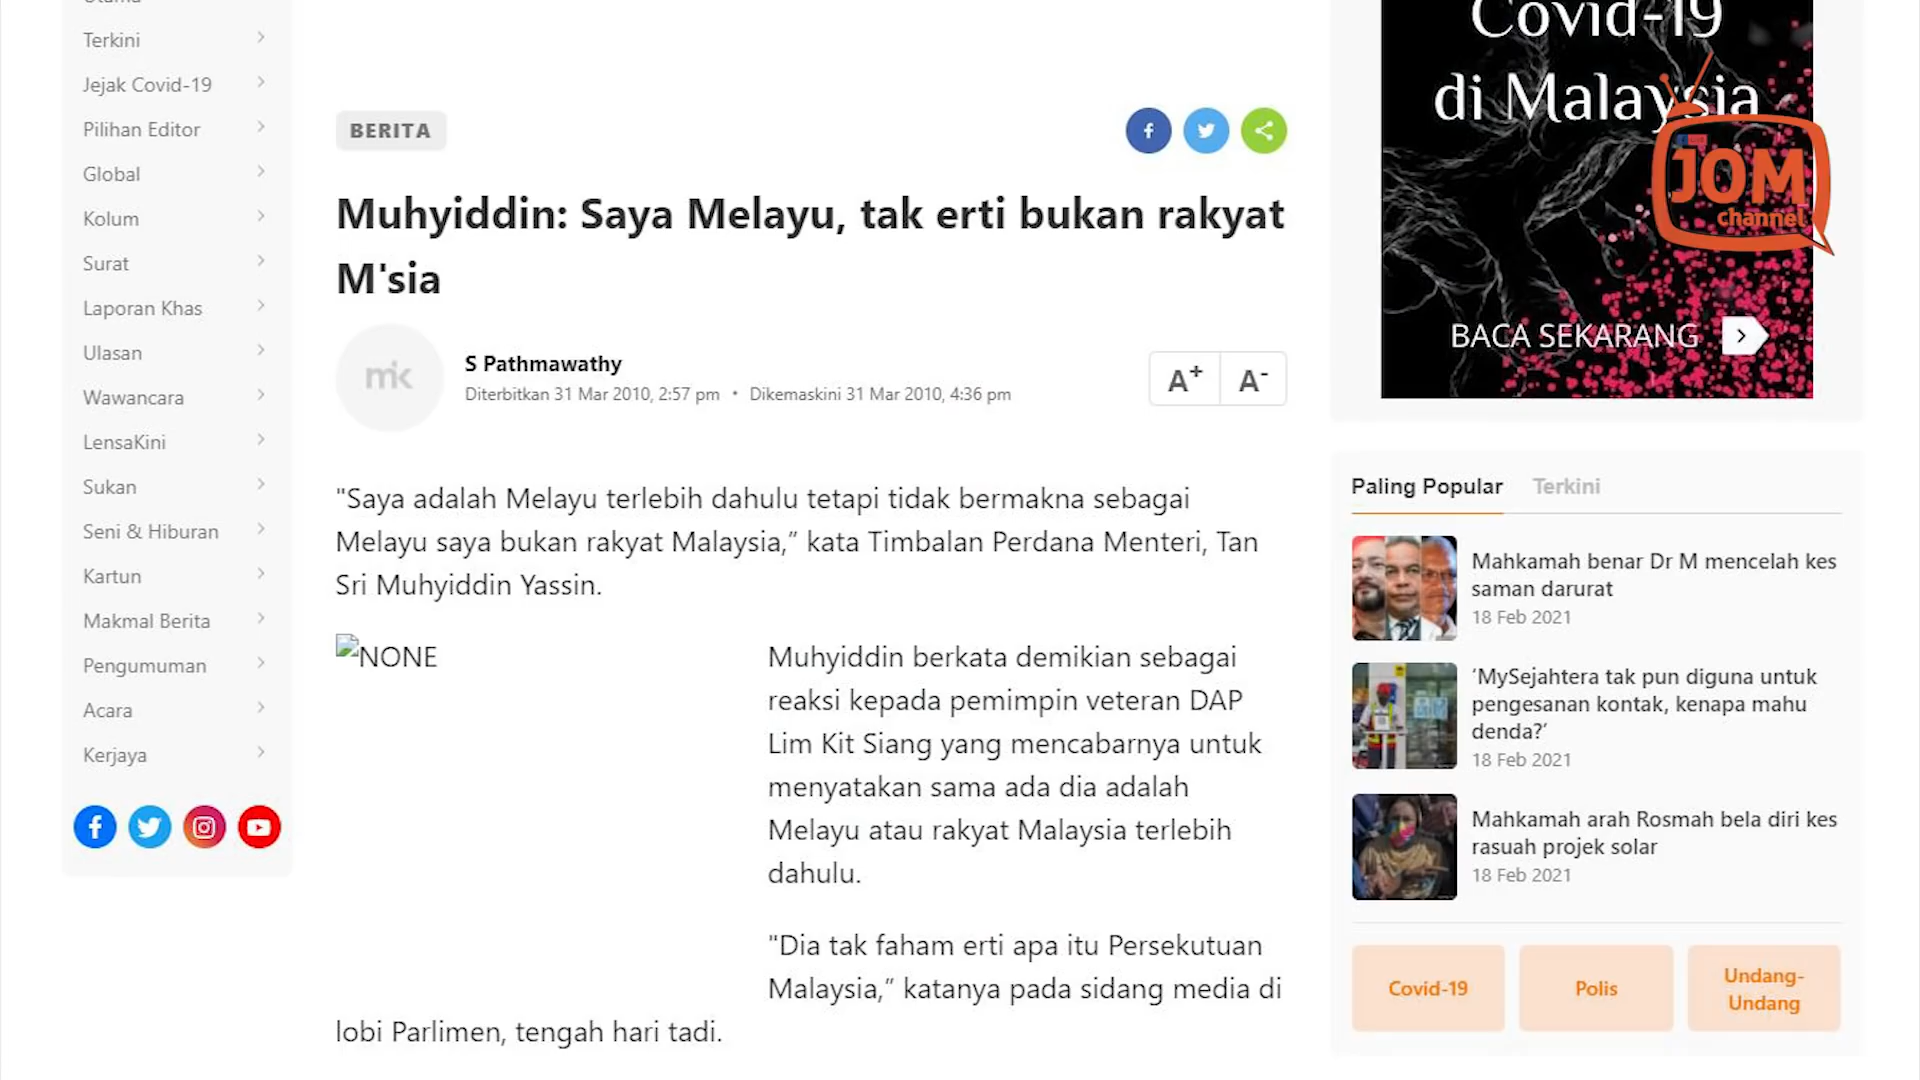 Utama
Terkini
Jejak Covid-19
Pilihan Editor
Global
Kolum
Surat
Laporan Khas
Ulasan
Wawancara
LensaKini
Sukan
Seni & Hiburan
Kartun
Makmal Berita
Pengumuman
Acara
Kerjaya
BERITA
Muhyiddin: Saya Melayu, tak erti bukan rakyat
M'sia
mk
S Pathmawathy
Diterbitkan 31 Mar 2010, 2:57 pm • Dikemaskini 31 Mar 2010, 4:36 pm
A+ A-
"Saya adalah Melayu terlebih dahulu tetapi tidak bermakna sebagai
Melayu saya bukan rakyat Malaysia,” kata Timbalan Perdana Menteri, Tan
Sri Muhyiddin Yassin.
NONE
Muhyiddin berkata demikian sebagai
reaksi kepada pemimpin veteran DAP
Lim Kit Siang yang mencabarnya untuk
menyatakan sama ada dia adalah
Melayu atau rakyat Malaysia terlebih
dahulu.
"Dia tak faham erti apa itu Persekutuan
Malaysia,” katanya pada sidang media di
lobi Parlimen, tengah hari tadi.
Covid-19
di Malaysia
JOM
channel
BACA SEKARANG
Paling Popular Terkini
Mahkamah benar Dr M mencelah kes
saman darurat
18 Feb 2021
‘MySejahtera tak pun diguna untuk
pengesanan kontak, kenapa mahu
denda?’
18 Feb 2021
Mahkamah arah Rosmah bela diri kes
rasuah projek solar
18 Feb 2021
Covid-19
Polis
Undang-
Undang